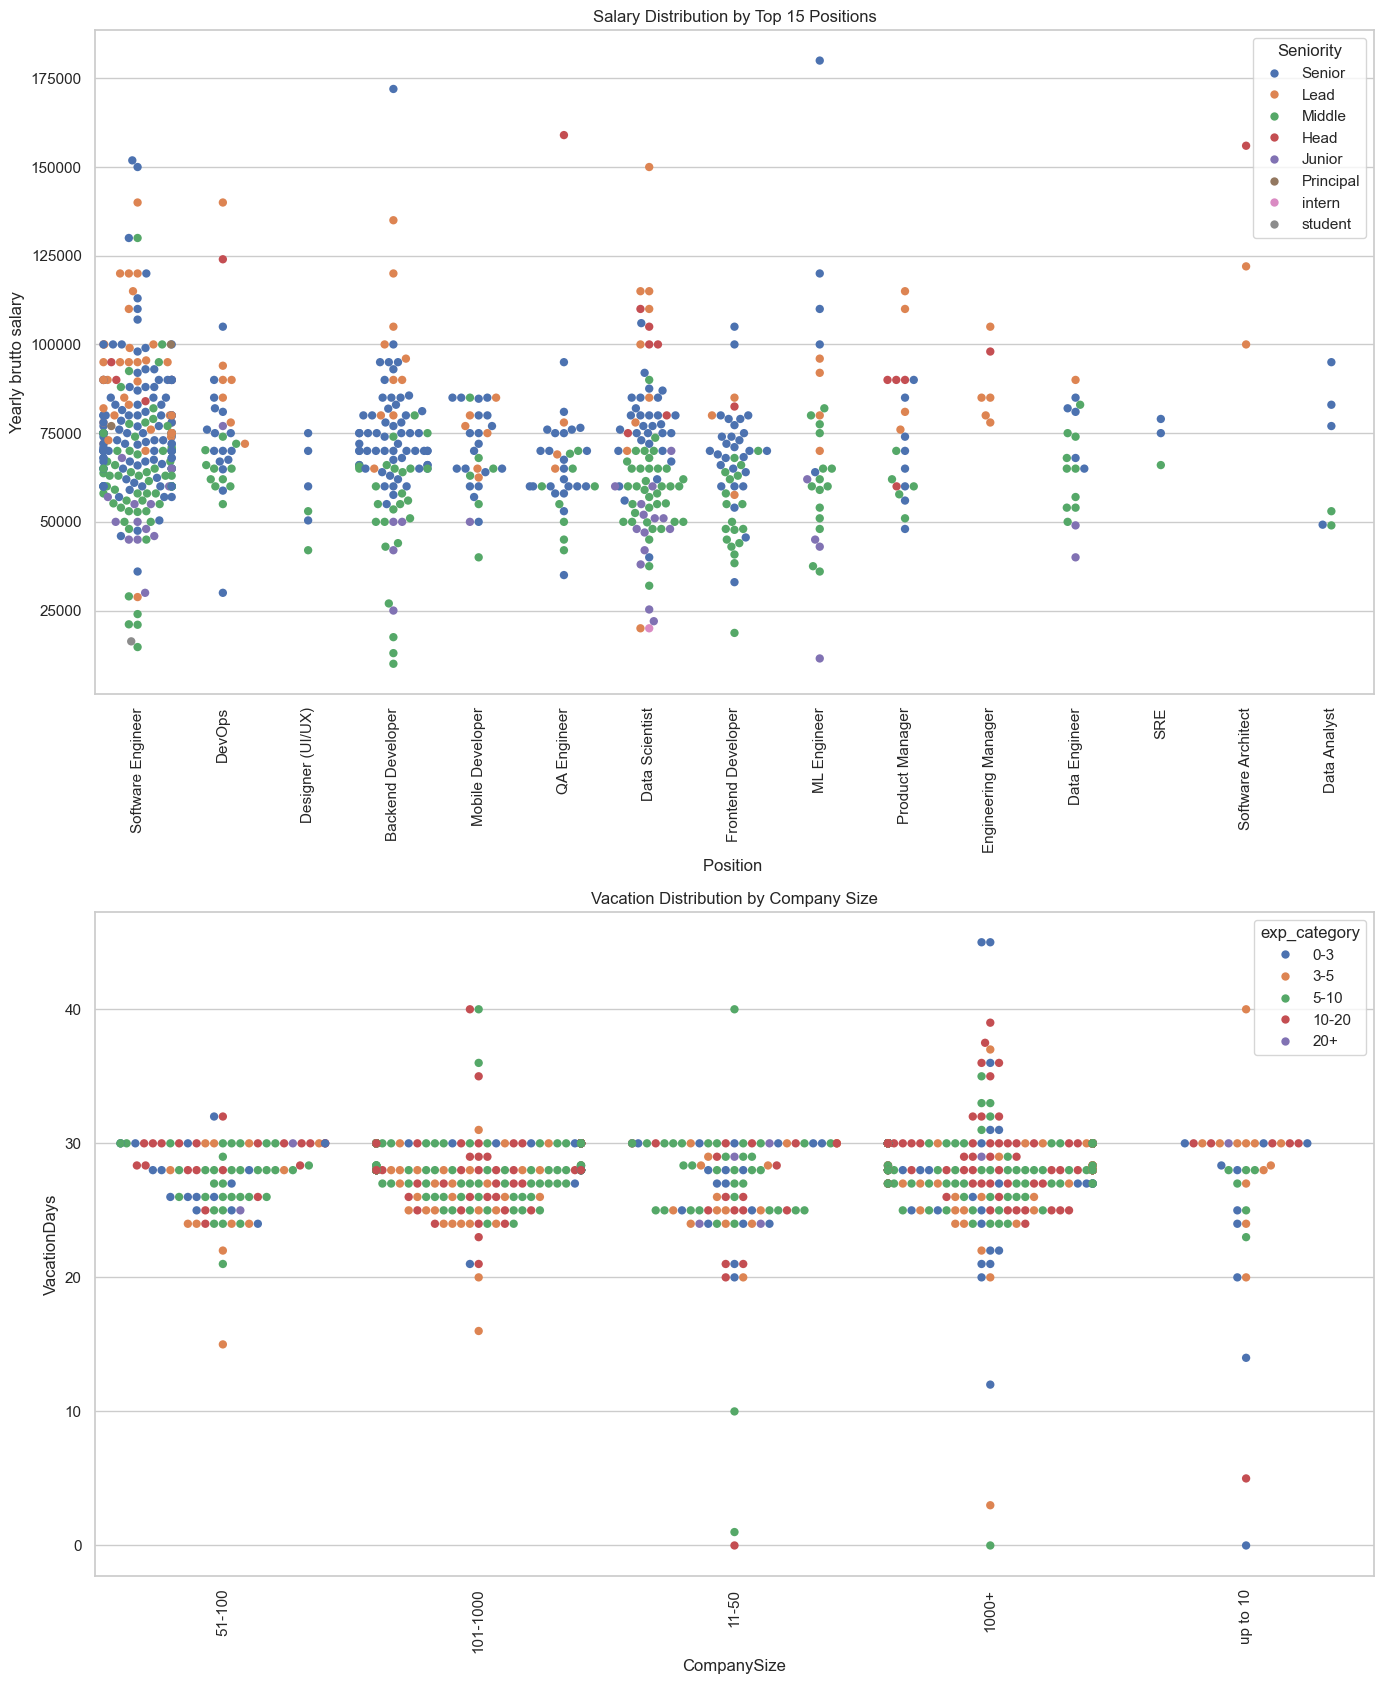 Salary Distribution by Top 15 Positions
Yearly brutto salary
175000
150000
125000
100000
75000
50000
25000
Seniority
Senior
Lead
Middle
Head
Junior
Principal
intern
student
Software Engineer
DevOps
Designer (UI/UX)
Backend Developer
Mobile Developer
QA Engineer
Data Scientist
Frontend Developer
ML Engineer
Product Manager
Engineering Manager
Data Engineer
SRE
Software Architect
Data Analyst
Position
Vacation Distribution by Company Size
VacationDays
40
30
20
10
0
exp_category
0-3
3-5
5-10
10-20
20+
51-100
101-1000
11-50
1000+
up to 10
CompanySize